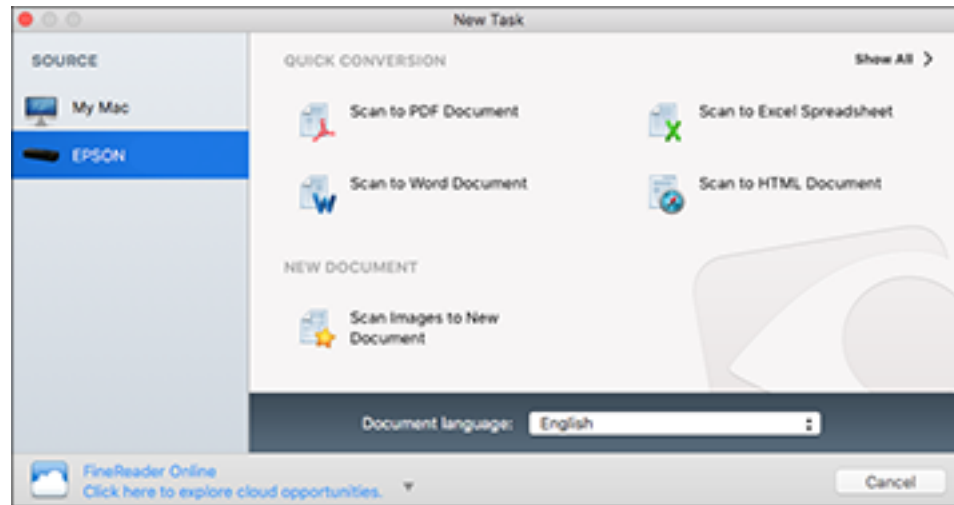 New Task
SOURCE
My Mac
EPSON
QUICK CONVERSION
Show All
Scan to PDF Document
Scan to Excel Spreadsheet
Scan to Word Document
Scan to HTML Document
NEW DOCUMENT
Scan Images to New
Document
Document language: English
FineReader Online
Click here to explore cloud opportunities.
Cancel